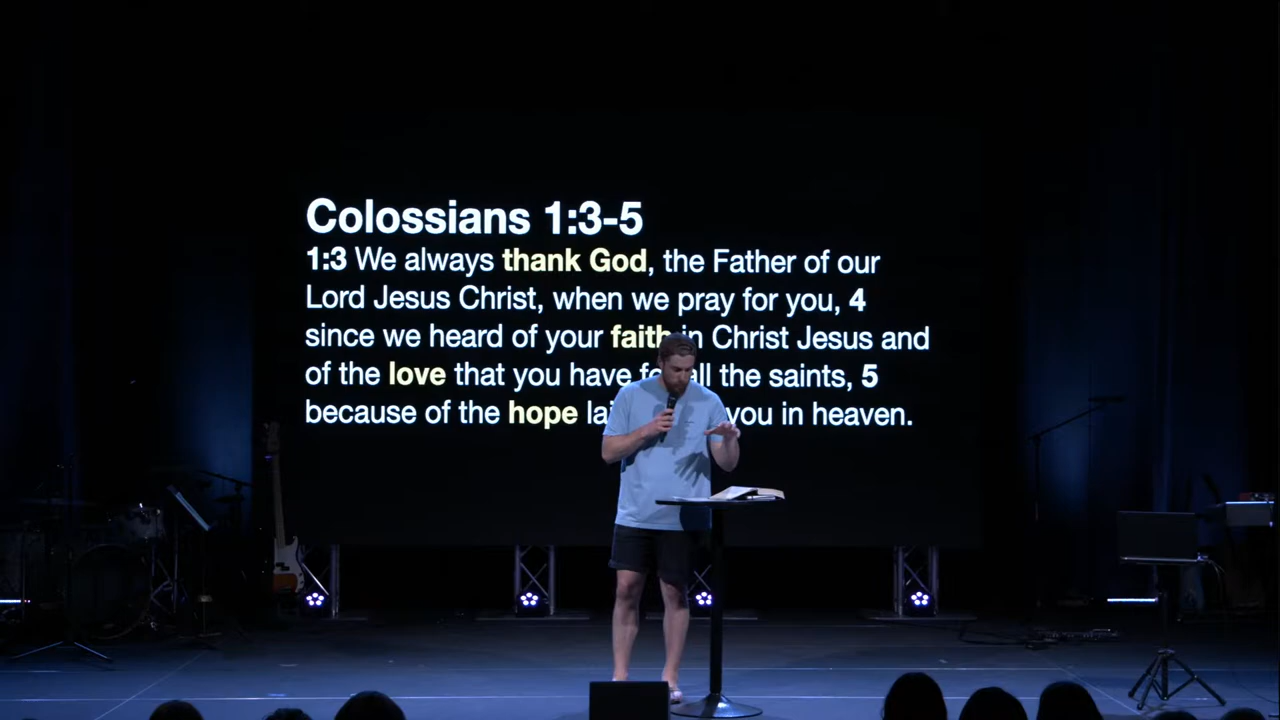 Colossians 1:3-5
1:3 We always thank God, the Father of our
Lord Jesus Christ, when we pray for you, 4
since we heard of your faith in Christ Jesus and
of the love that you have for all the saints, 5
because of the hope you in heaven.